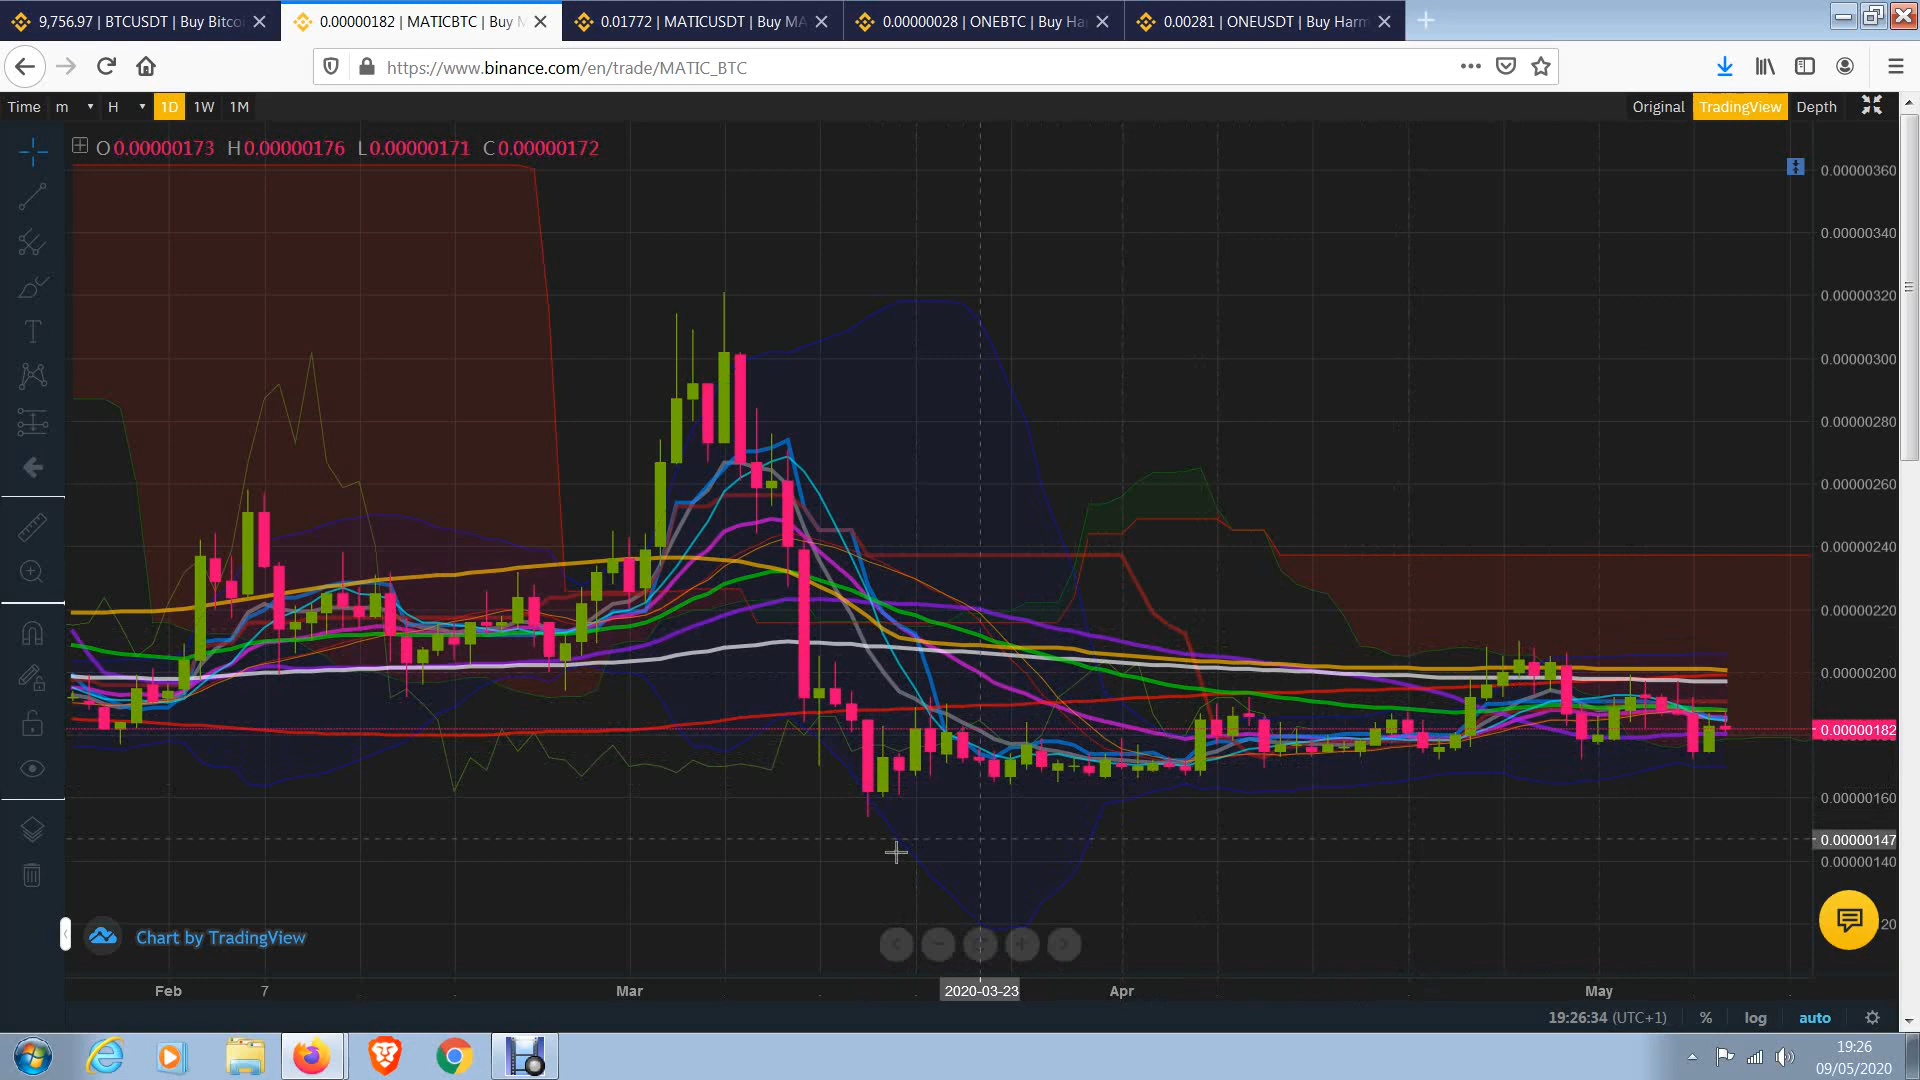 9,756.97 | BTCUSDT | Buy Bitcoi
0.00000182 | MATICBTC | Buy M
0.01772 | MATICUSDT | Buy MA
0.00000028 | ONEBTC | Buy Ha
0.00281 | ONEUSDT | Buy Harm
https://www.binance.com/en/trade/MATIC_BTC
Time m H 1D 1W 1M
Original TradingView Depth
O 0.00000173 H 0.00000176 L 0.00000171 C 0.00000172
0.00000360
0.00000340
0.00000320
0.00000300
0.00000280
0.00000260
0.00000240
0.00000220
0.00000200
0.00000182
0.00000160
0.00000147
0.00000140
20
Chart by TradingView
Feb 7 Mar 2020-03-23 Apr May
19:26:34 (UTC+1) % log auto
19:26
09/05/2020